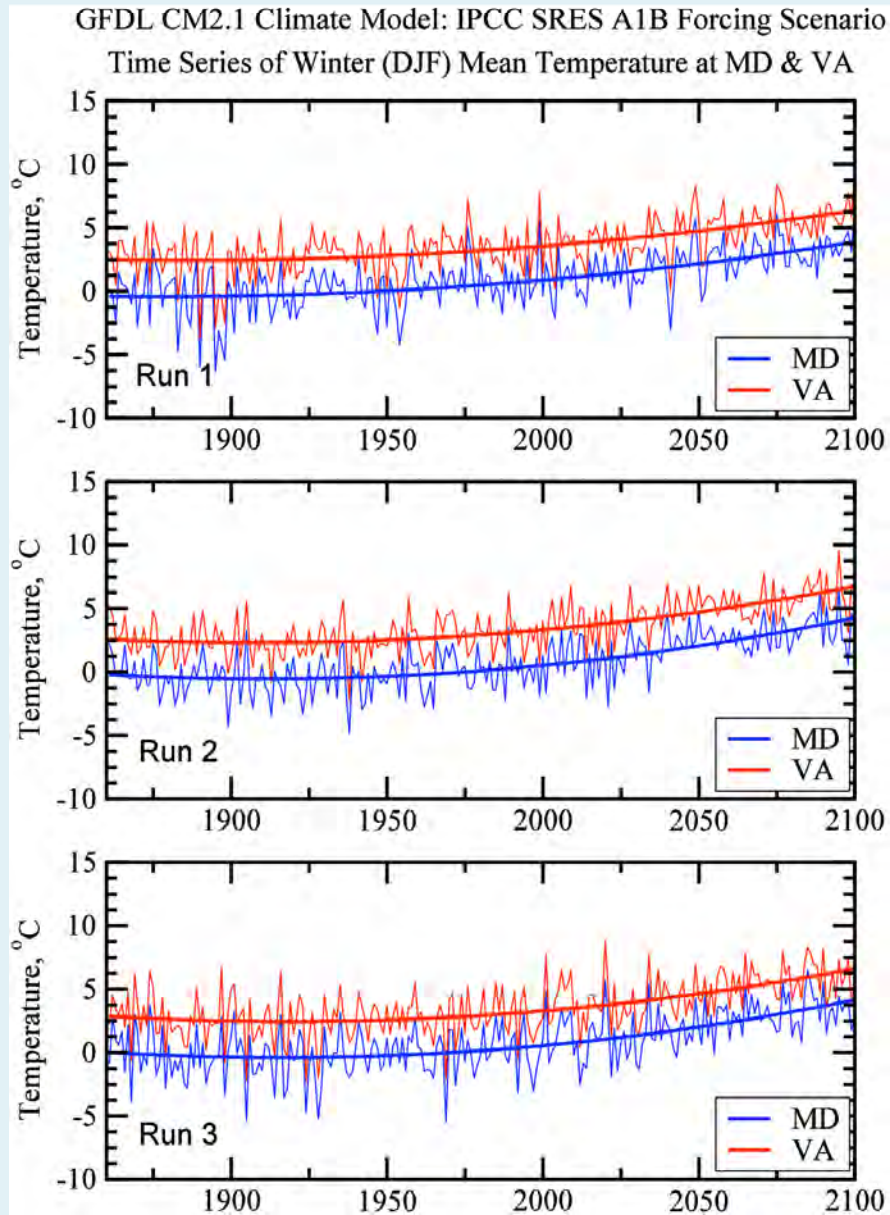 GFDL CM2.1 Climate Model: IPCC SRES A1B Forcing Scenario
Time Series of Winter (DJF) Mean Temperature at MD & VA
15
10
5
0
-5
-10
Temperature, °C
Run 1
MD
VA
1900 1950 2000 2050 2100
15
10
5
0
-5
-10
Temperature, °C
Run 2
MD
VA
1900 1950 2000 2050 2100
15
10
5
0
-5
-10
Temperature, °C
Run 3
MD
VA
1900 1950 2000 2050 2100